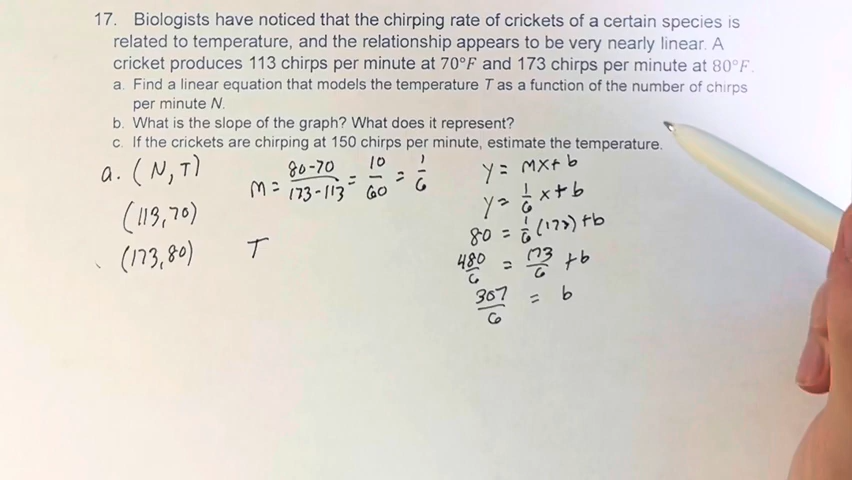 17. Biologists have noticed that the chirping rate of crickets of a certain species is
related to temperature, and the relationship appears to be very nearly linear. A
cricket produces 113 chirps per minute at 70°F and 173 chirps per minute at 80°F.
a. Find a linear equation that models the temperature T as a function of the number of chirps
per minute N.
b. What is the slope of the graph? What does it represent?
c. If the crickets are chirping at 150 chirps per minute, estimate the temperature.
a. (N, T)
(113, 70)
(173, 80)
m = 80-70/173-113 = 10/60 = 1/6
T
y = mx + b
y = 1/6 x + b
80 = 1/6 (173) + b
480/6 = 173/6 + b
307/6 = b